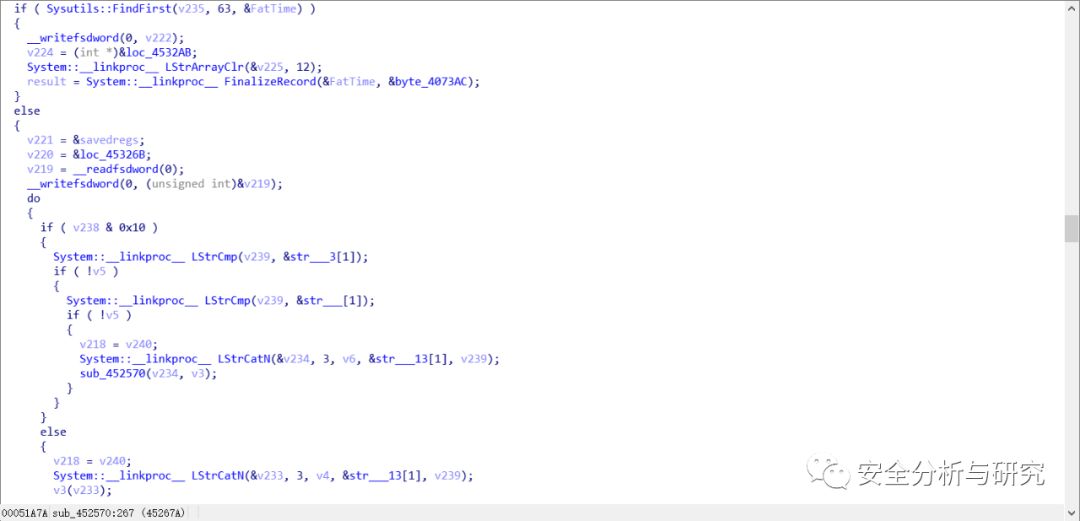 if ( Sysutils::FindFirst(v235, 63, &FatTime) )
{
__writefsdword(0, v222);
v224 = (int *)&loc_4532AB;
System::__linkproc__ LStrArrayClr(&v225, 12);
result = System::__linkproc__ FinalizeRecord(&FatTime, &byte_4073AC);
}
else
{
v221 = &savedregs;
v220 = &loc_45326B;
v219 = __readfsdword(0);
__writefsdword(0, (unsigned int)&v219);
do
{
if ( v238 & 0x10 )
{
System::__linkproc__ LStrCmp(v239, &str___3[1]);
if ( !v5 )
{
System::__linkproc__ LStrCmp(v239, &str___[1]);
if ( !v5 )
{
v218 = v240;
System::__linkproc__ LStrCatN(&v234, 3, v6, &str___13[1], v239);
sub_452570(v234, v3);
}
}
}
else
{
v218 = v240;
System::__linkproc__ LStrCatN(&v233, 3, v4, &str___13[1], v239);
v3(v233);
安全分析与研究
00051A7A sub_452570:267 (45267A)